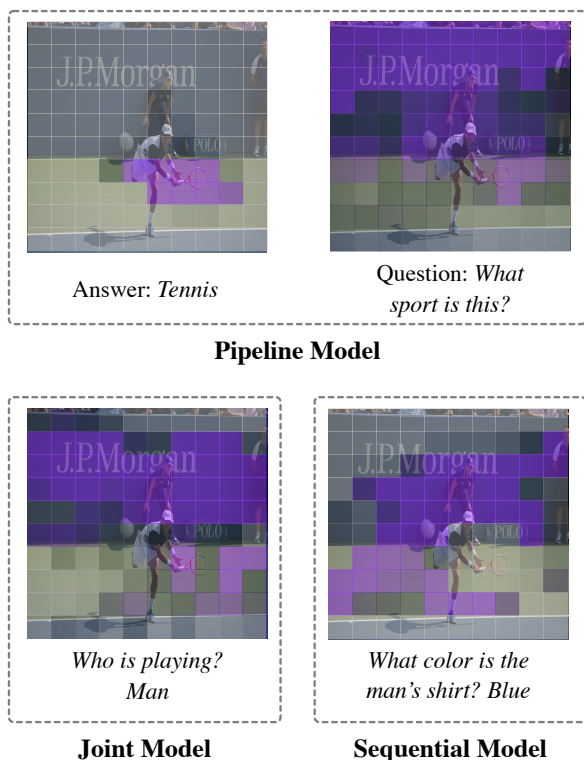 J.P.Morgan
POLO
J.P.Morgan
POLO
Answer: Tennis
Question: What
sport is this?
Pipeline Model
J.P.Morgan
POLO
J.P.Morgan
POLO
Who is playing?
Man
What color is the
man's shirt? Blue
Joint Model
Sequential Model